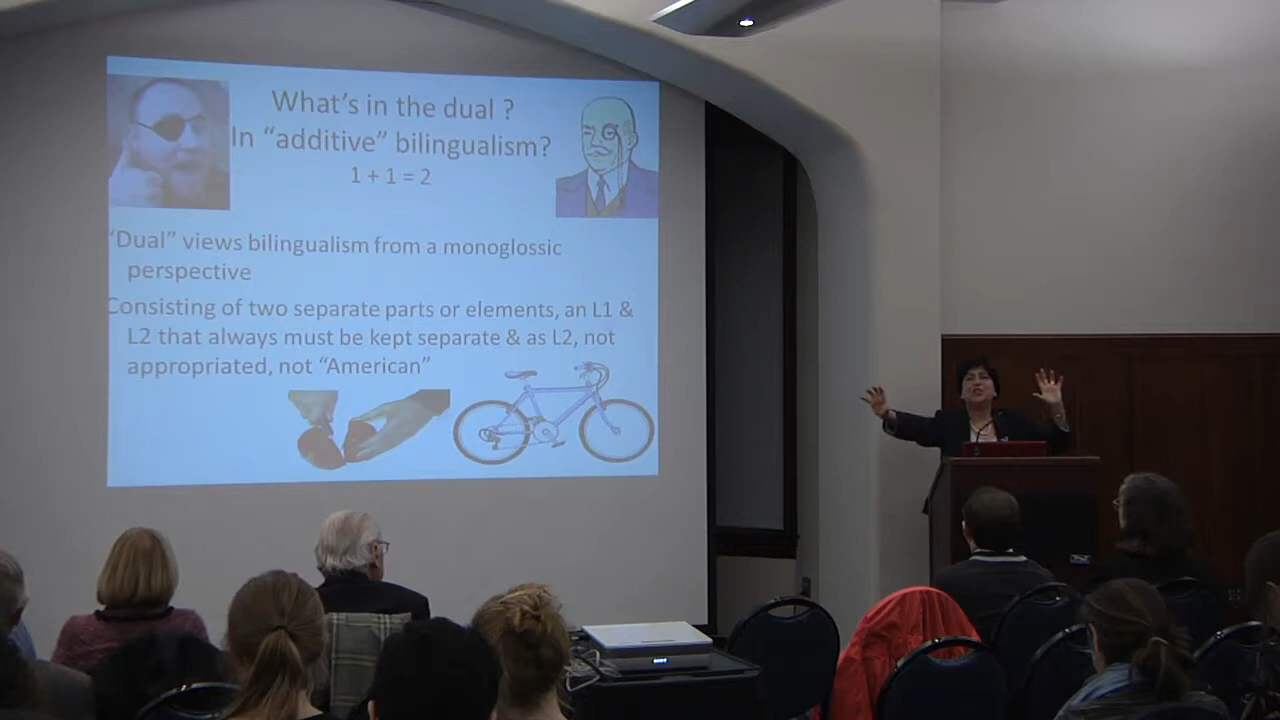 What's in the dual ?
In "additive" bilingualism?
1 + 1 = 2
"Dual" views bilingualism from a monoglossic
perspective
Consisting of two separate parts or elements, an L1 &
L2 that always must be kept separate & as L2, not
appropriated, not "American"